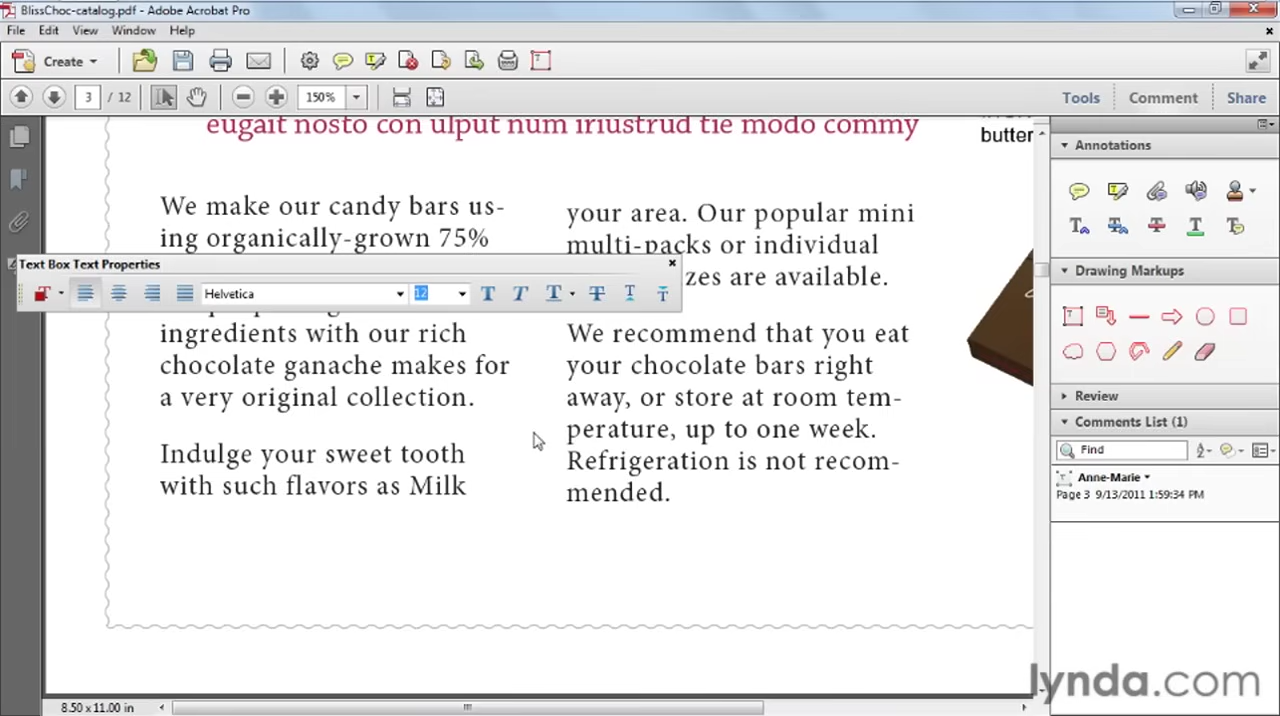 BlissChoc-catalog.pdf - Adobe Acrobat Pro
File Edit View Window Help
Create
3 / 12
150%
Tools Comment Share
eugait nosto con ulput num iriustrud tie modo commy
butter
We make our candy bars us-
ing organically-grown 75%
Text Box Text Properties
Helvetica
12
ingredients with our rich
chocolate ganache makes for
a very original collection.
Indulge your sweet tooth
with such flavors as Milk
your area. Our popular mini
multi-packs or individual
zes are available.
We recommend that you eat
your chocolate bars right
away, or store at room tem-
perature, up to one week.
Refrigeration is not recom-
mended.
Annotations
Drawing Markups
Review
Comments List (1)
Find
Anne-Marie
Page 3 9/13/2011 1:59:34 PM
8.50 x 11.00 in
lynda.com